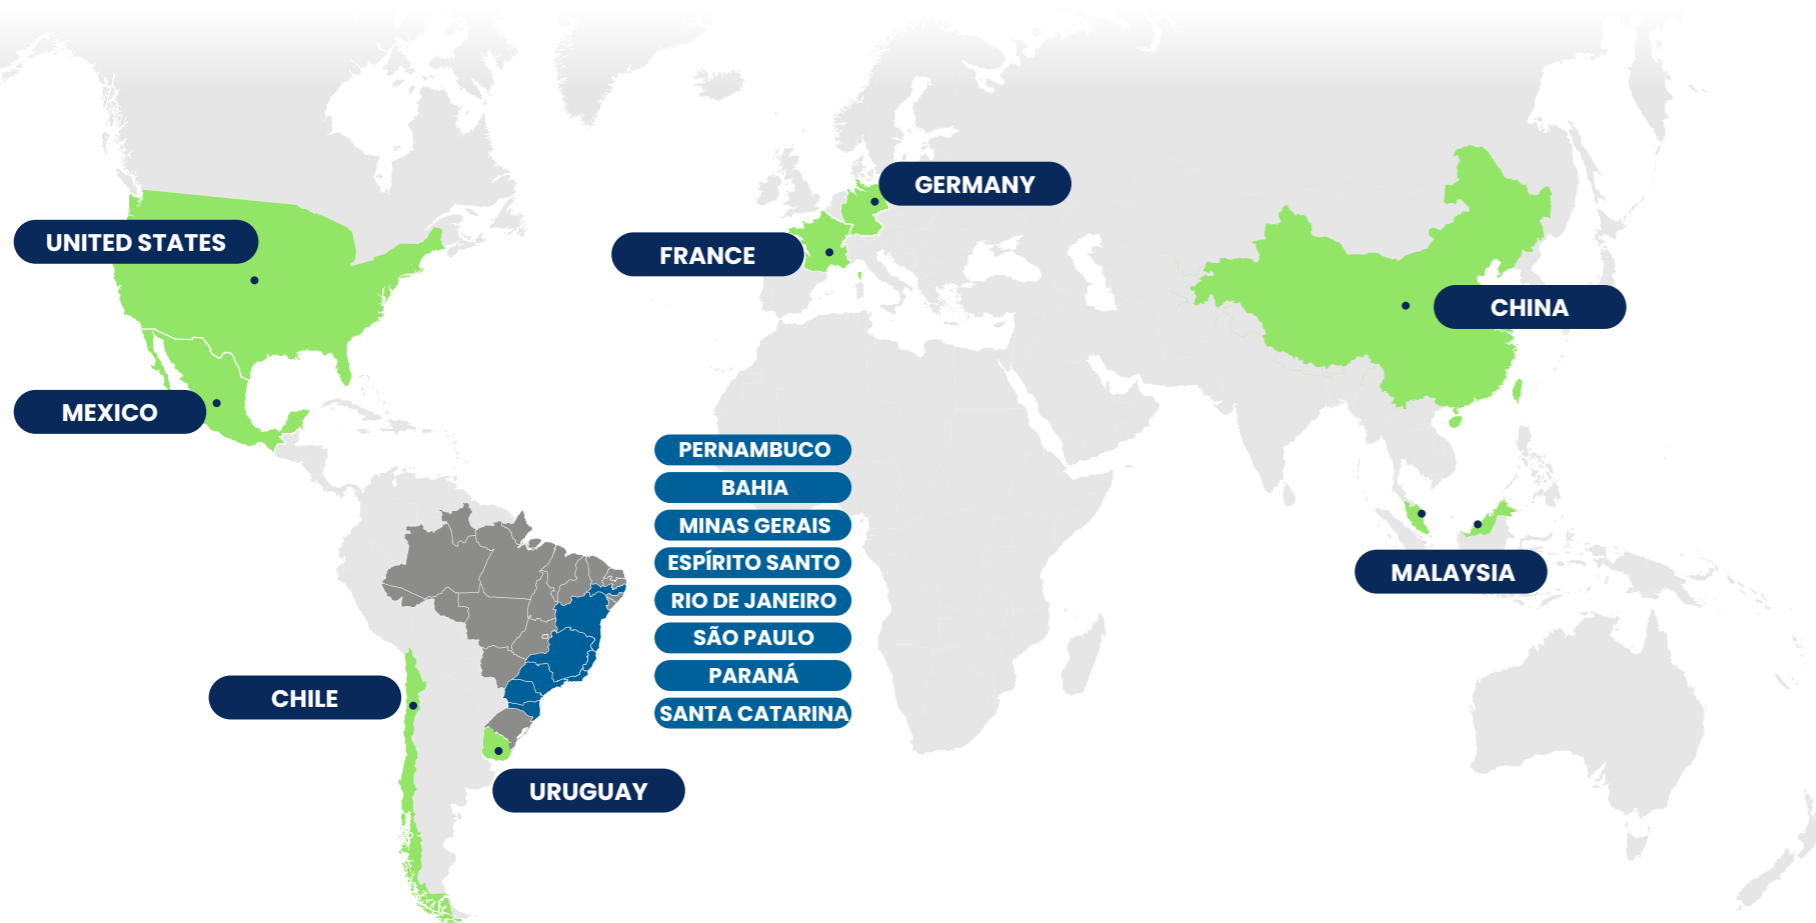 GERMANY
UNITED STATES
FRANCE
CHINA
MEXICO
PERNAMBUCO
BAHIA
MINAS GERAIS
ESPÍRITO SANTO
RIO DE JANEIRO
SÃO PAULO
PARANÁ
SANTA CATARINA
MALAYSIA
CHILE
URUGUAY